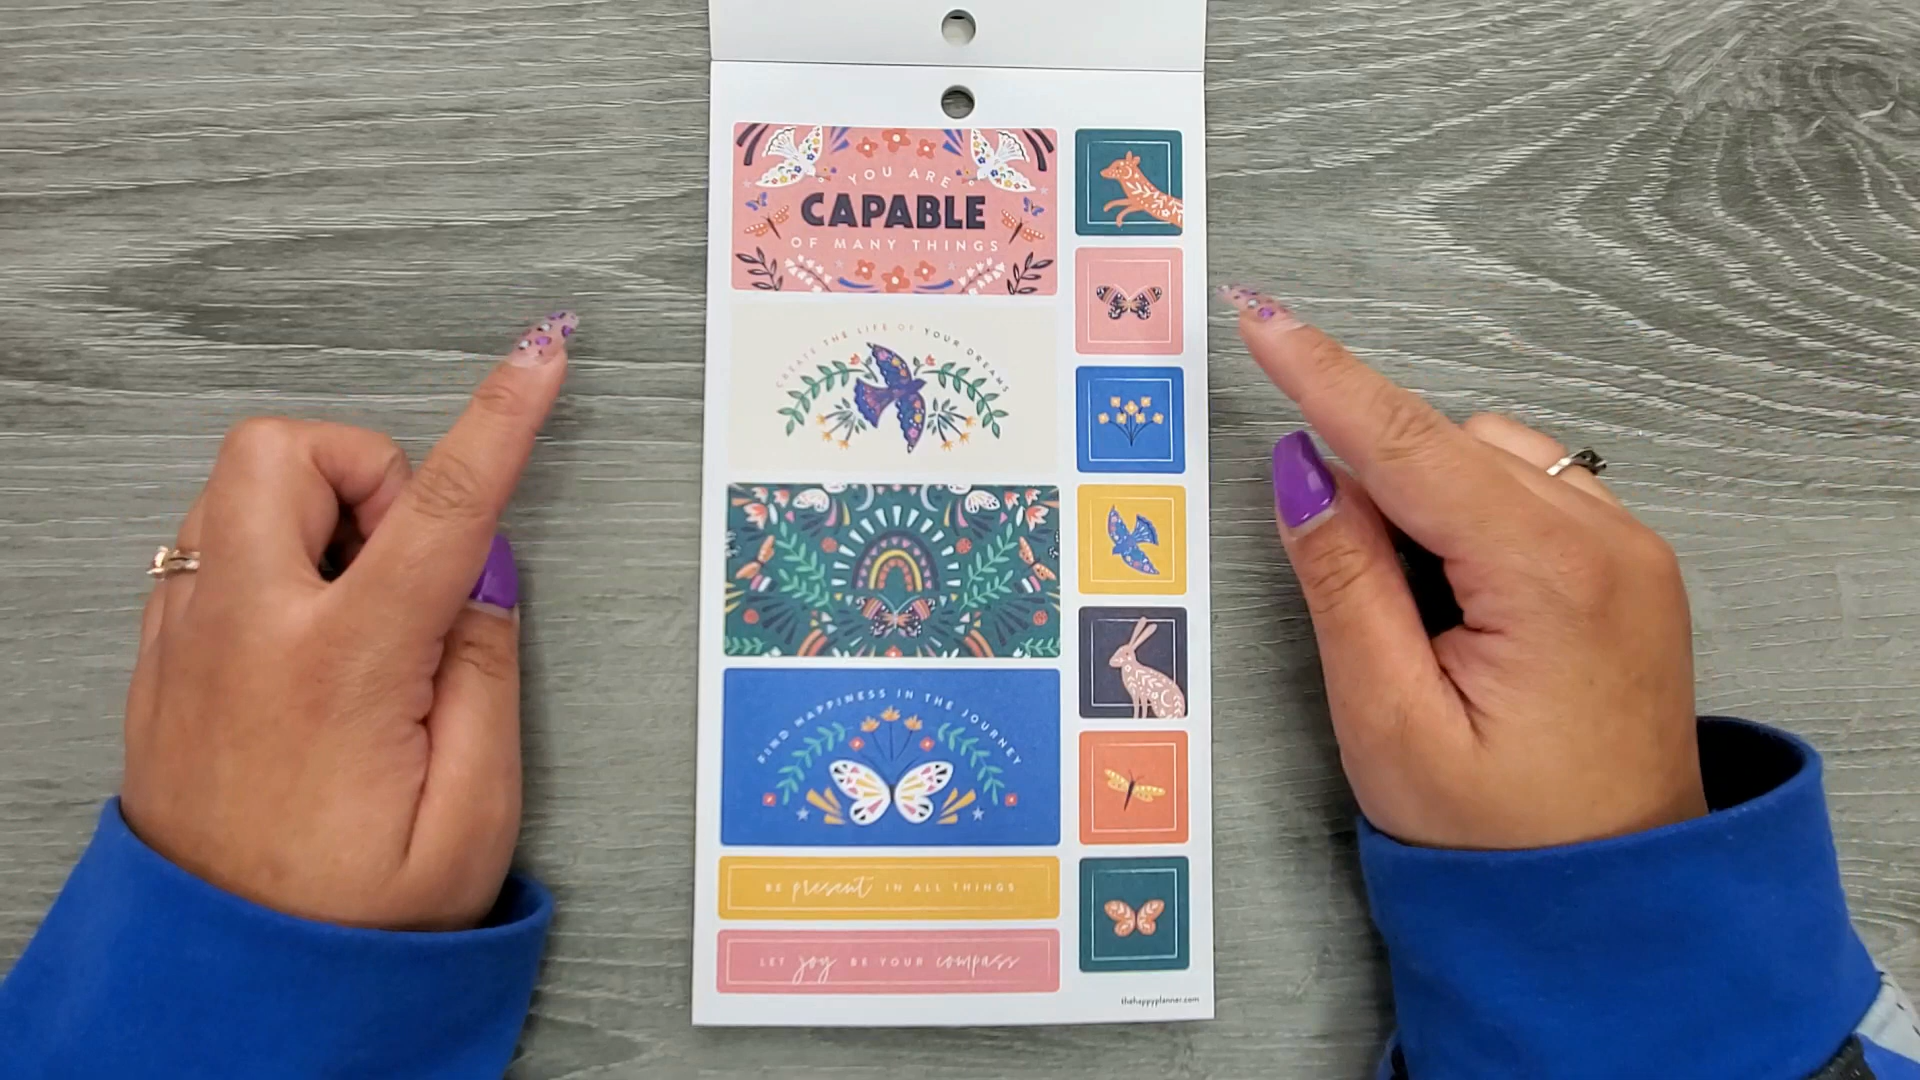 YOU ARE
CAPABLE
OF MANY THINGS
CREATE THE LIFE OF YOUR DREAMS
FIND HAPPINESS IN THE JOURNEY
BE present IN ALL THINGS
LET joy BE YOUR compass
thehappyplanner.com